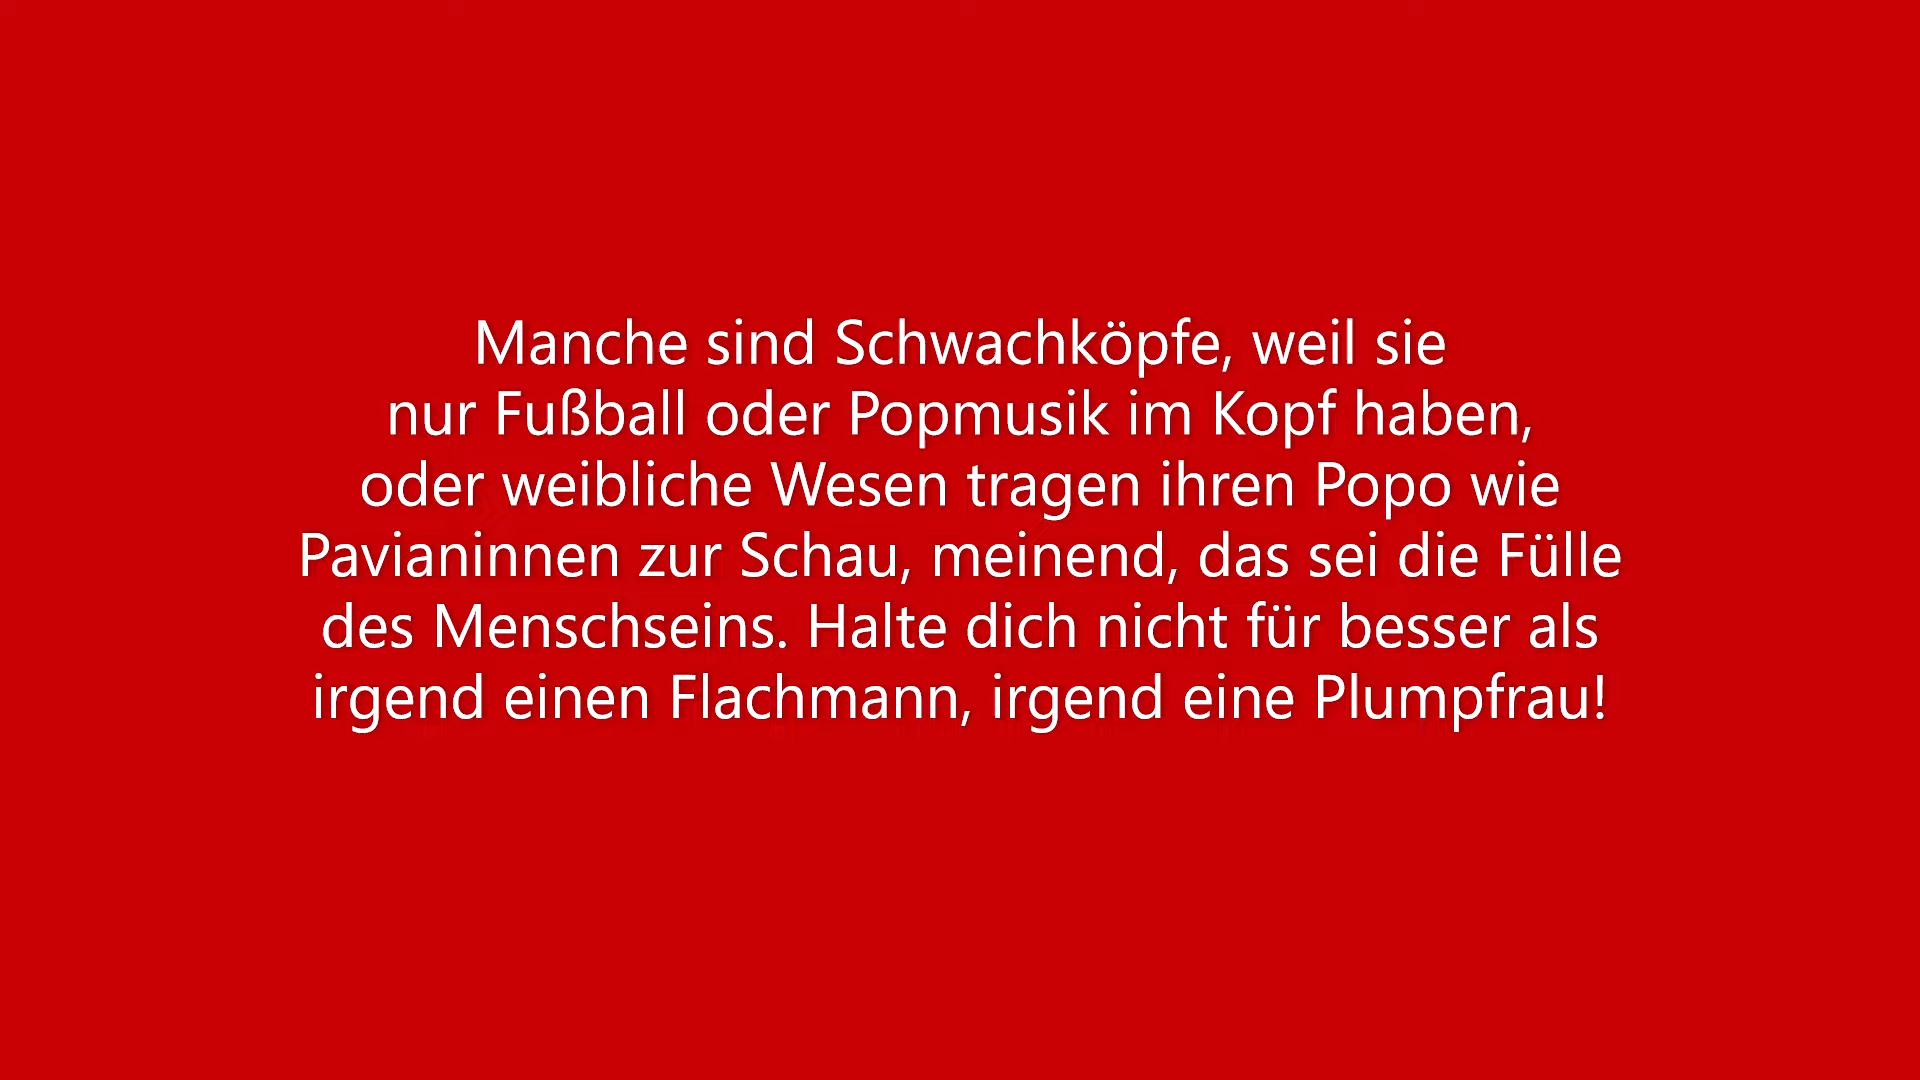 Manche sind Schwachköpfe, weil sie
nur Fußball oder Popmusik im Kopf haben,
oder weibliche Wesen tragen ihren Popo wie
Pavianinnen zur Schau, meinend, das sei die Fülle
des Menschseins. Halte dich nicht für besser als
irgend einen Flachmann, irgend eine Plumpfrau!